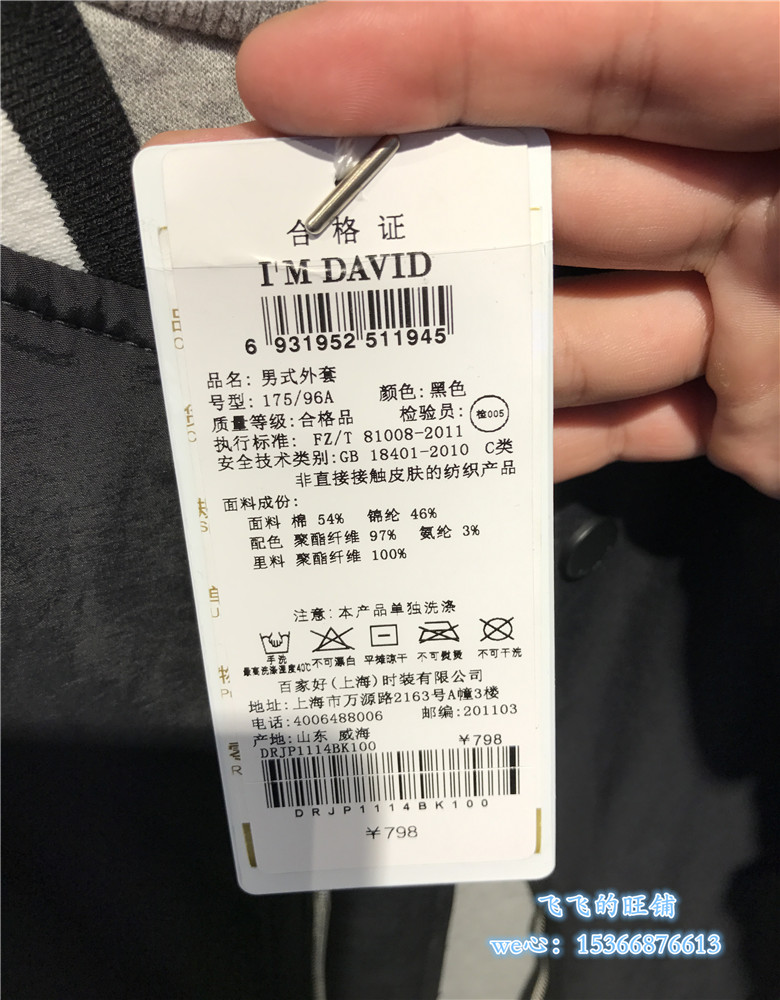 合格证
I'M DAVID
6 931952 511945
品名: 男式外套
号型: 175/96A 颜色: 黑色
质量等级: 合格品 检验员: 检005
执行标准: FZ/T 81008-2011
安全技术类别:GB 18401-2010 C类
非直接接触皮肤的纺织产品
面料成份:
面料 棉 54% 锦纶 46%
配色 聚酯纤维 97% 氨纶 3%
里料 聚酯纤维 100%
注意:本产品单独洗涤
手洗
最高洗涤温度40℃ 不可漂白 平摊凉干 不可熨烫 不可干洗
百家好(上海)时装有限公司
地址:上海市万源路2163号A幢3楼
电话:4006488006 邮编:201103
产地:山东 威海 ¥798
DRJP1114BK100
DRJP1114BK100
¥798
飞飞的旺铺
we心: 15366876613